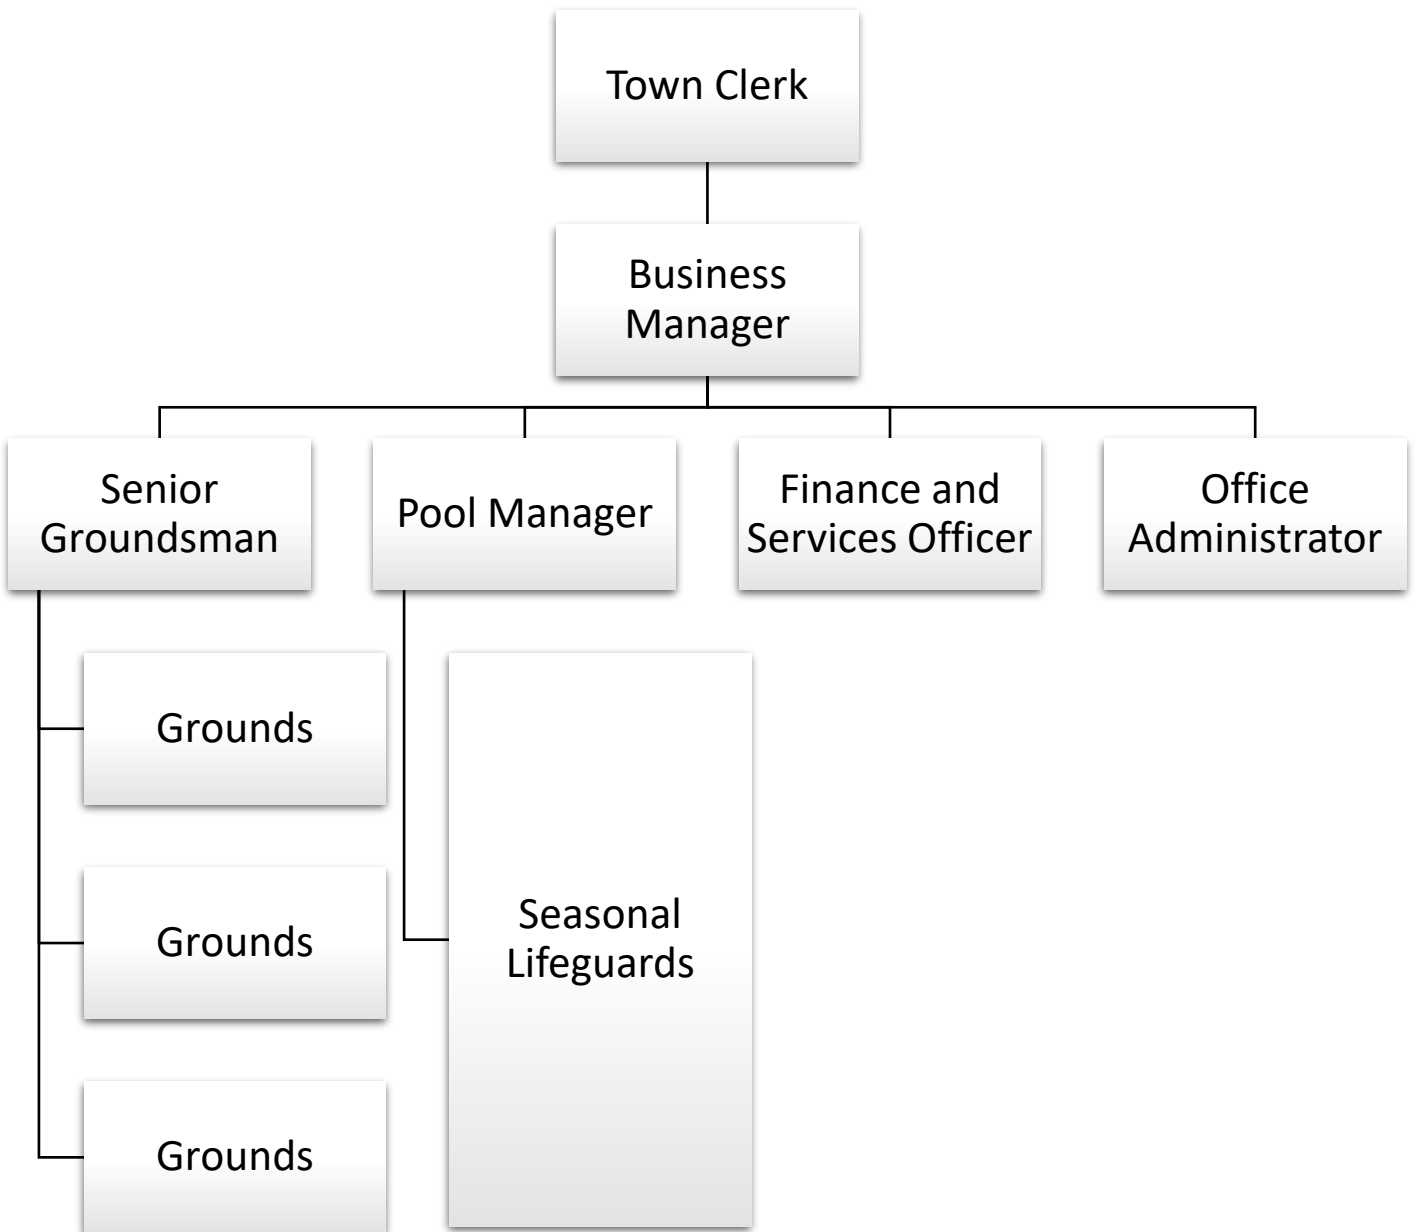 Town Clerk
Business
Manager
Senior
Groundsman
Pool Manager
Finance and
Services Officer
Office
Administrator
Grounds
Grounds
Grounds
Seasonal
Lifeguards